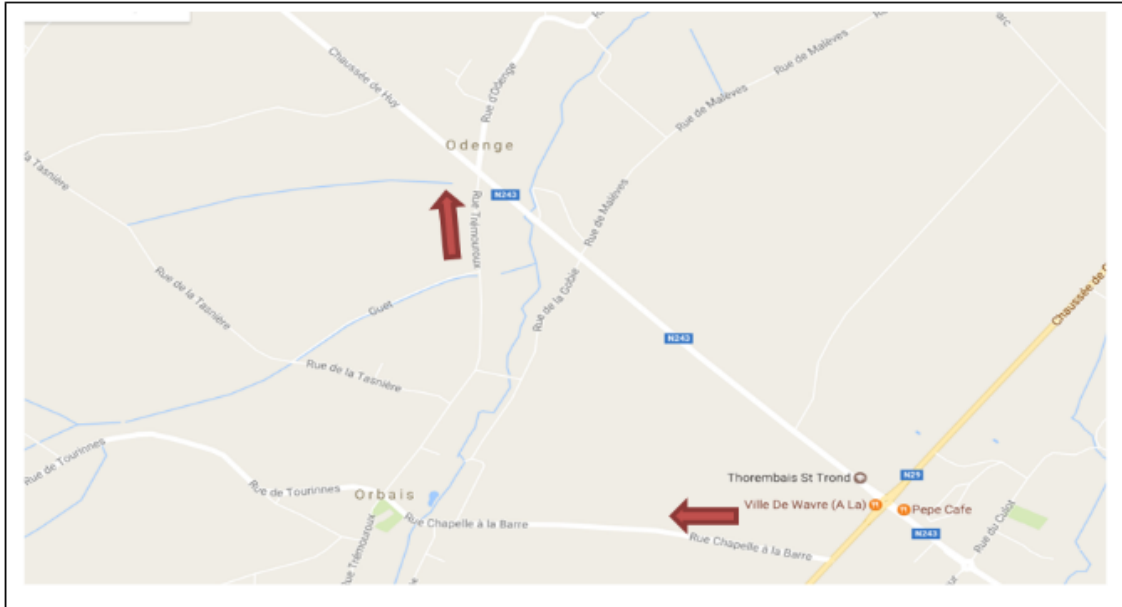 Chaussée de Huy
Rue d'Odenge
Rue de Malèves
arc
Rue de Malèves
Odenge
la Tasnière
N243
Rue Trémouroux
Rue de Malèves
Rue de la Tasnière
Guet
Rue de la Gobie
Chaussée de
N243
Rue de la Tasnière
Rue de Tourinnes
Rue de Tourinnes
Orbais
Thorembais St Trond
N29
Ville De Wavre (A La)
Pepe Cafe
Rue Chapelle à la Barre
Rue Chapelle à la Barre
N243
Rue du Culot
Rue Trémouroux